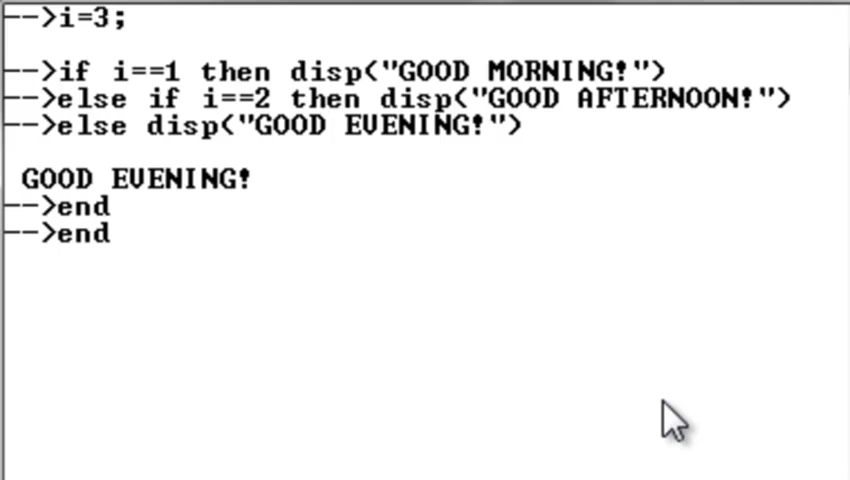 -->i=3;
-->if i==1 then disp("GOOD MORNING!")
-->else if i==2 then disp("GOOD AFTERNOON!")
-->else disp("GOOD EVENING!")
GOOD EVENING!
-->end
-->end